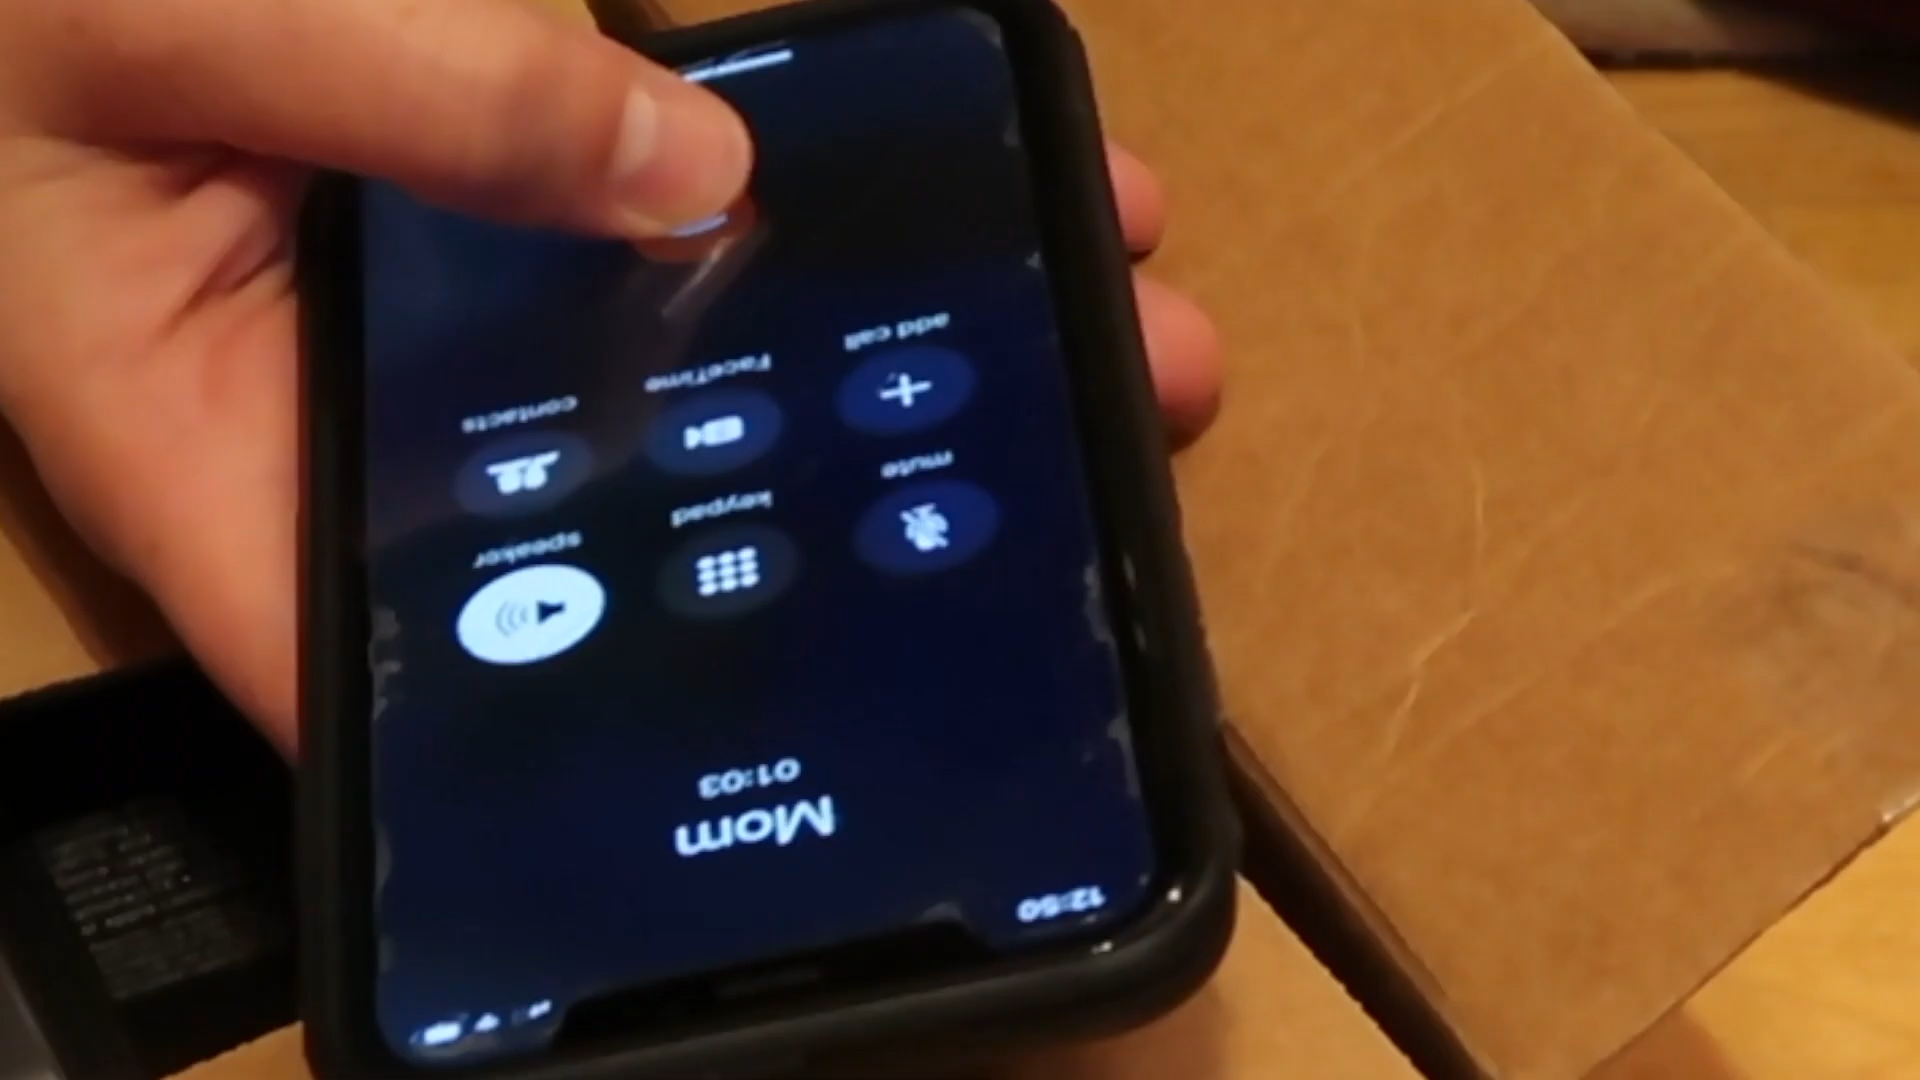 12:50
Mom
01:03
mute keypad speaker
add call FaceTime contacts